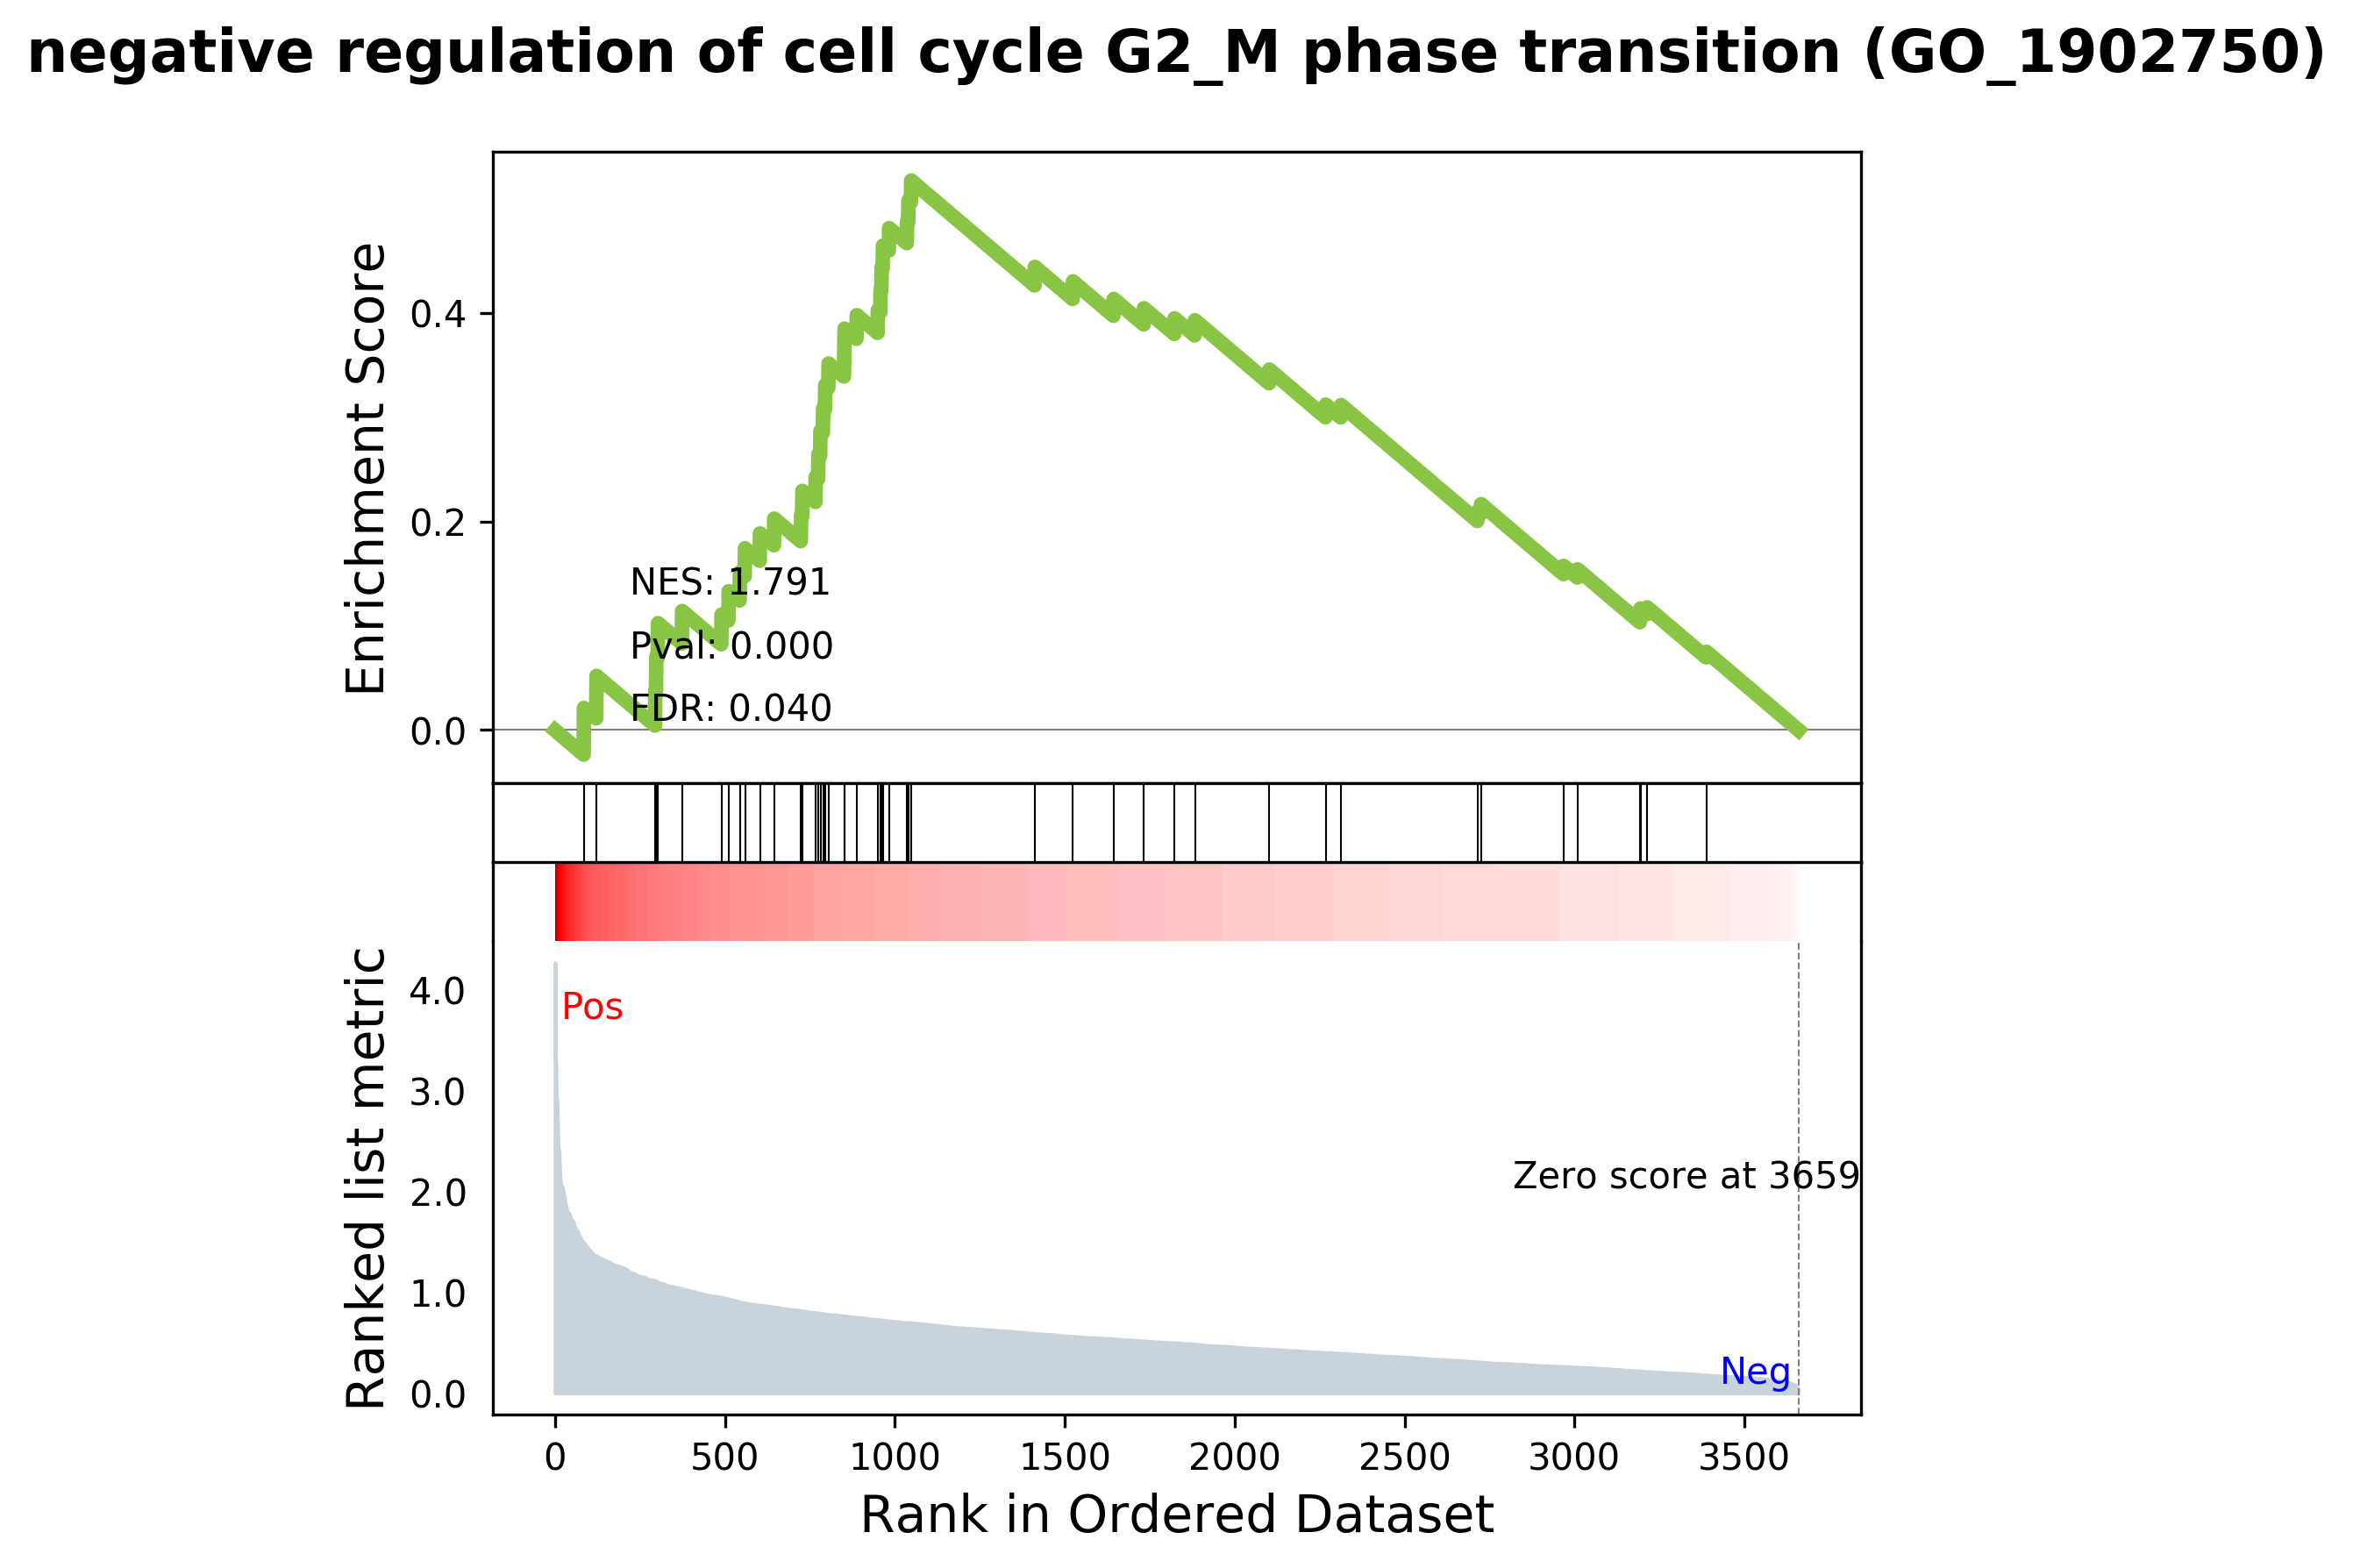 negative regulation of cell cycle G2_M phase transition (GO_1902750)
Enrichment Score
0.4
0.2
0.0
NES: 1.791
Pval: 0.000
FDR: 0.040
Ranked list metric
4.0
3.0
2.0
1.0
0.0
Pos
Zero score at 3659
Neg
0 500 1000 1500 2000 2500 3000 3500
Rank in Ordered Dataset